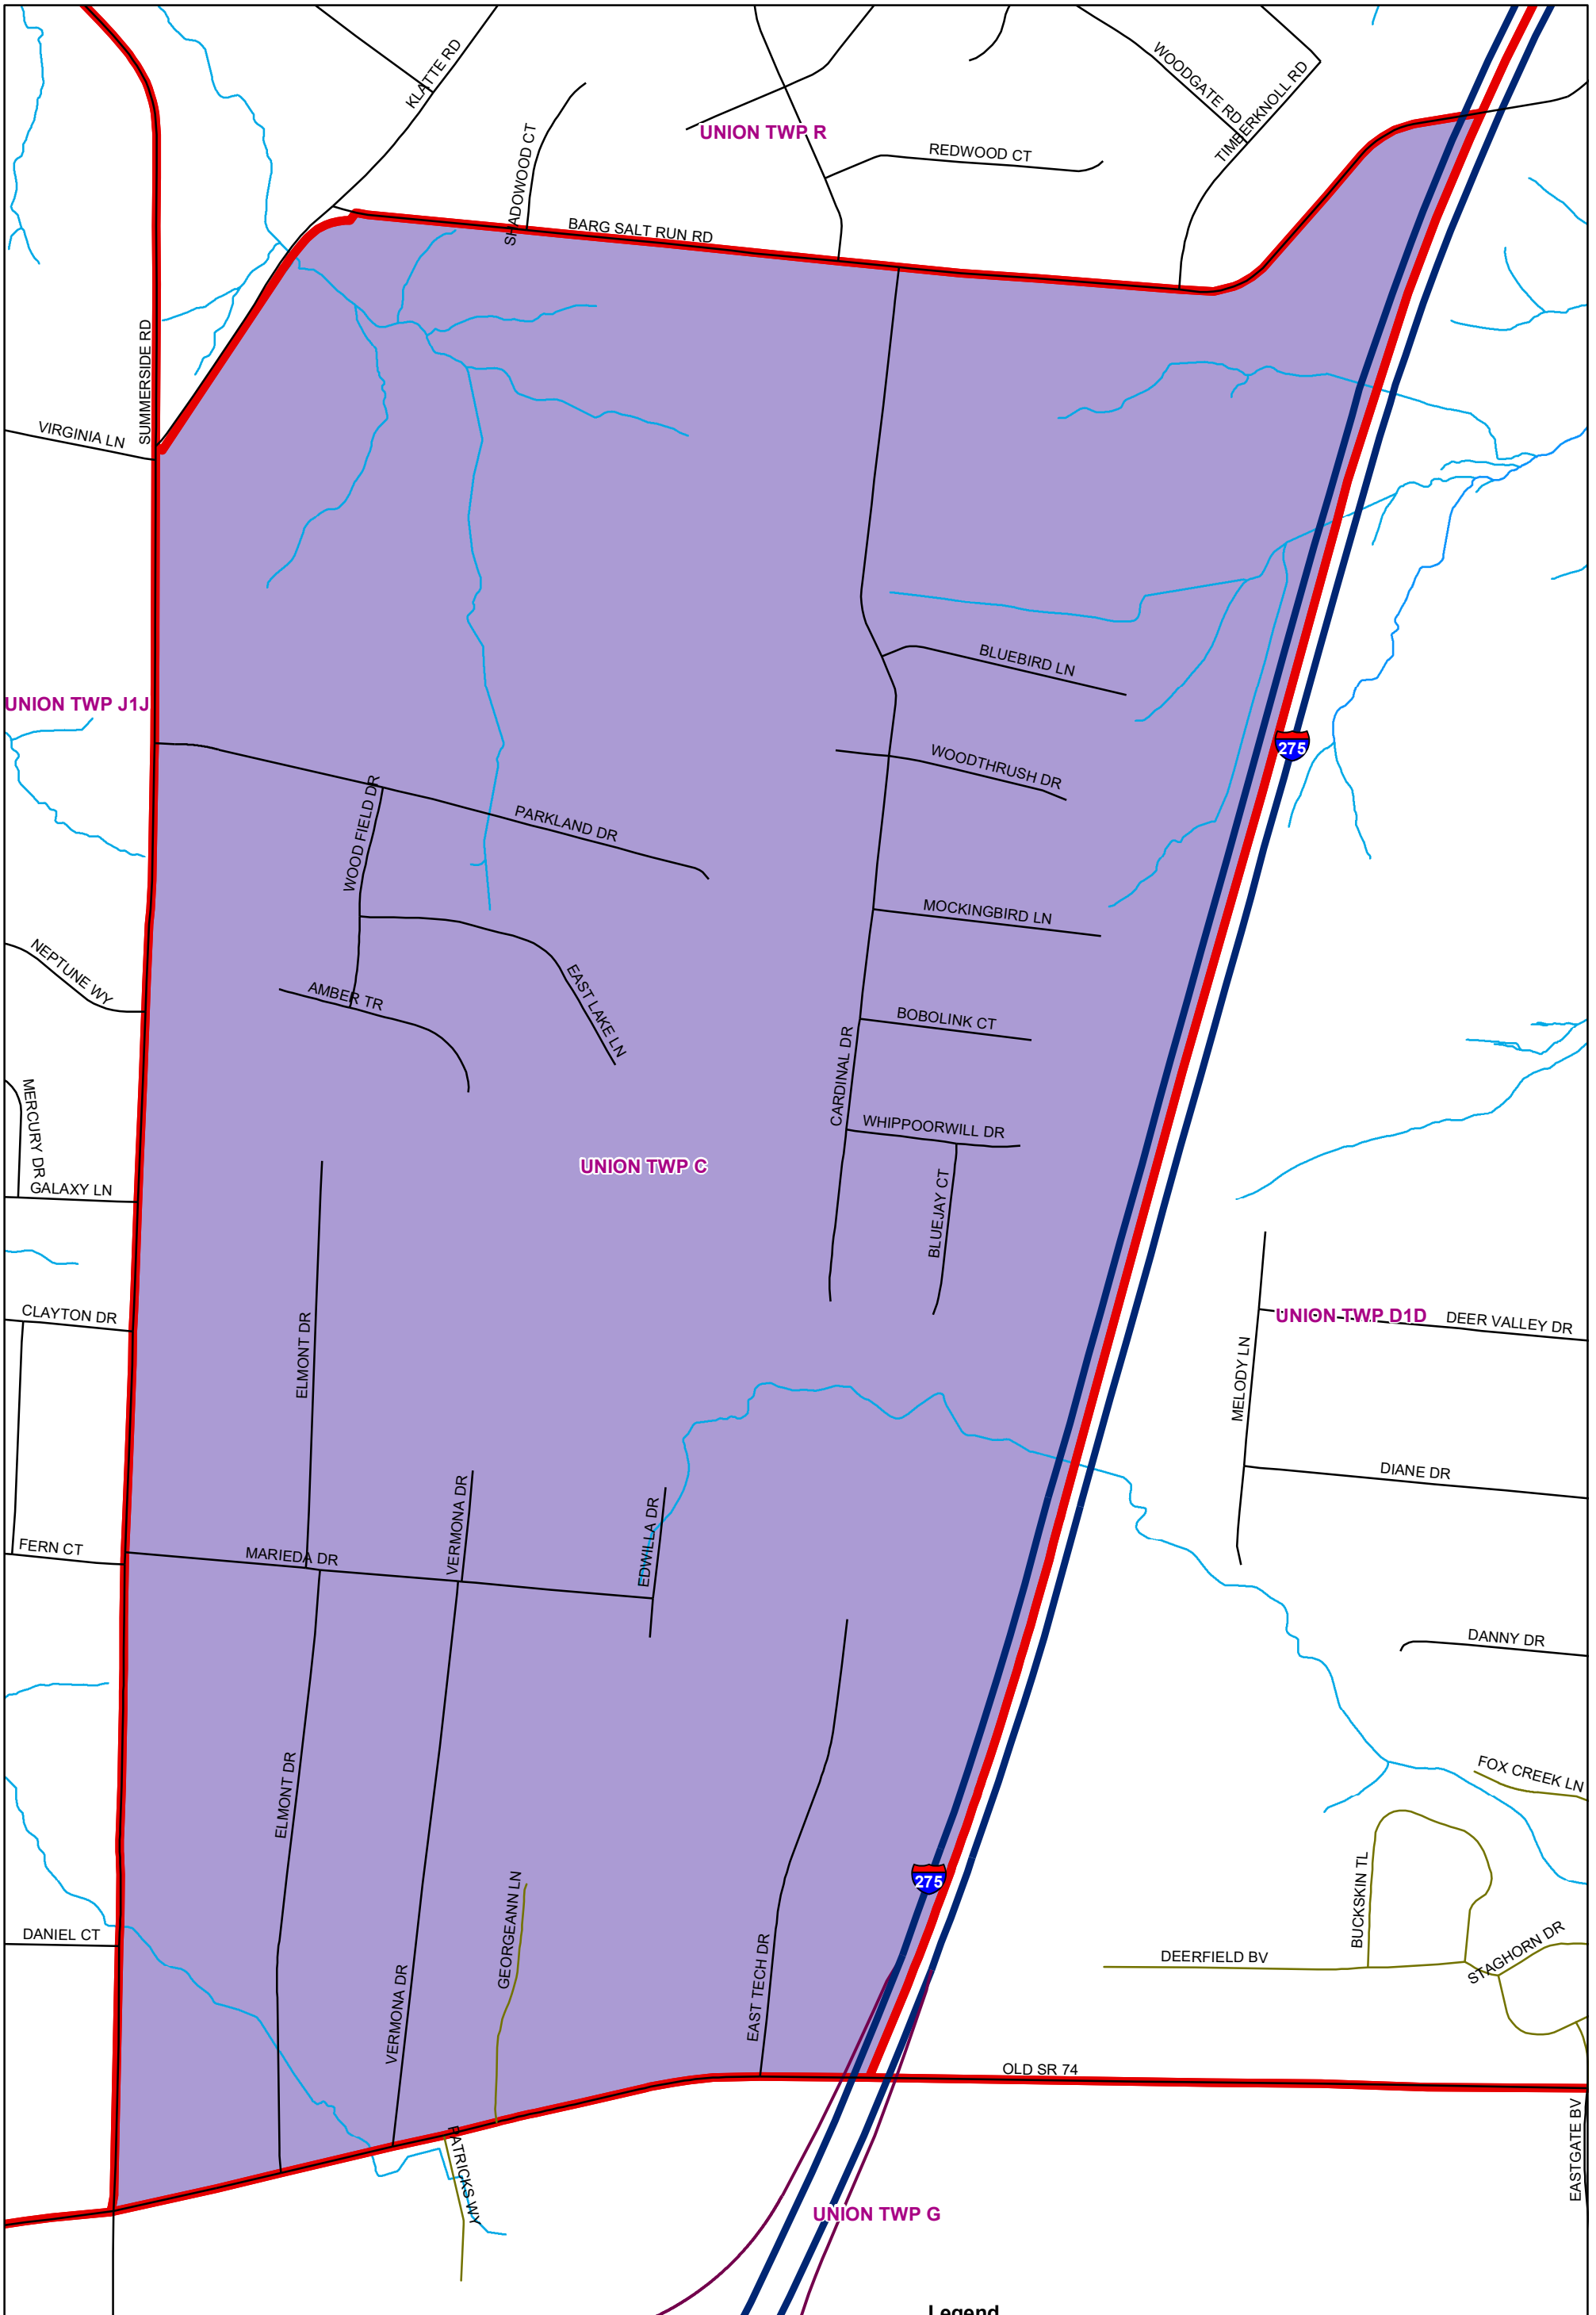 KLATTE RD
WOODGATE RD
TIMBERKNOLL RD
UNION TWP R
SHADOWOOD CT
REDWOOD CT
BARG SALT RUN RD
SUMMERSIDE RD
VIRGINIA LN
BLUEBIRD LN
UNION TWP J1J
275
WOODTHRUSH DR
WOOD FIELD DR
PARKLAND DR
MOCKINGBIRD LN
NEPTUNE WY
EAST LAKE LN
AMBER TR
BOBOLINK CT
CARDINAL DR
MERCURY DR
WHIPPOORWILL DR
UNION TWP C
GALAXY LN
BLUEJAY CT
CLAYTON DR
UNION TWP D1D
DEER VALLEY DR
ELMONT DR
MELODY LN
DIANE DR
VERMONA DR
EDWILLA DR
FERN CT
MARIEDA DR
DANNY DR
FOX CREEK LN
ELMONT DR
275
BUCKSKIN TL
GEORGEANN LN
DANIEL CT
EAST TECH DR
DEERFIELD BV
STAGHORN DR
VERMONA DR
OLD SR 74
EASTGATE BV
PATRICKS WY
UNION TWP G
Legend